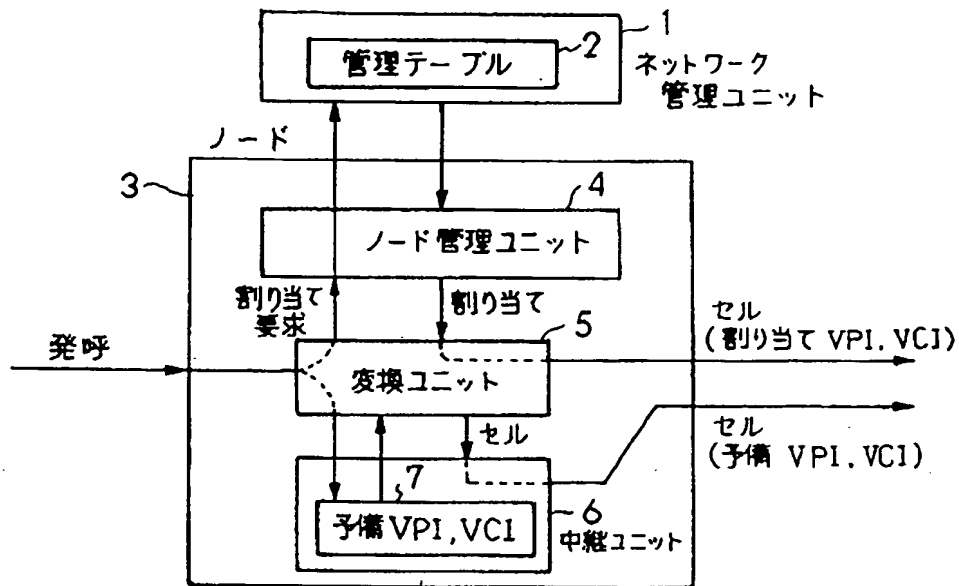 1
管理テーブル
2
ネットワーク
管理ユニット
ノード
3
4
ノード管理ユニット
割り当て
要求
割り当て
5
セル
(割り当て VPI, VCI)
発呼
変換ユニット
セル
セル
(予備 VPI, VCI)
7
予備VPI, VCI
6
中継ユニット